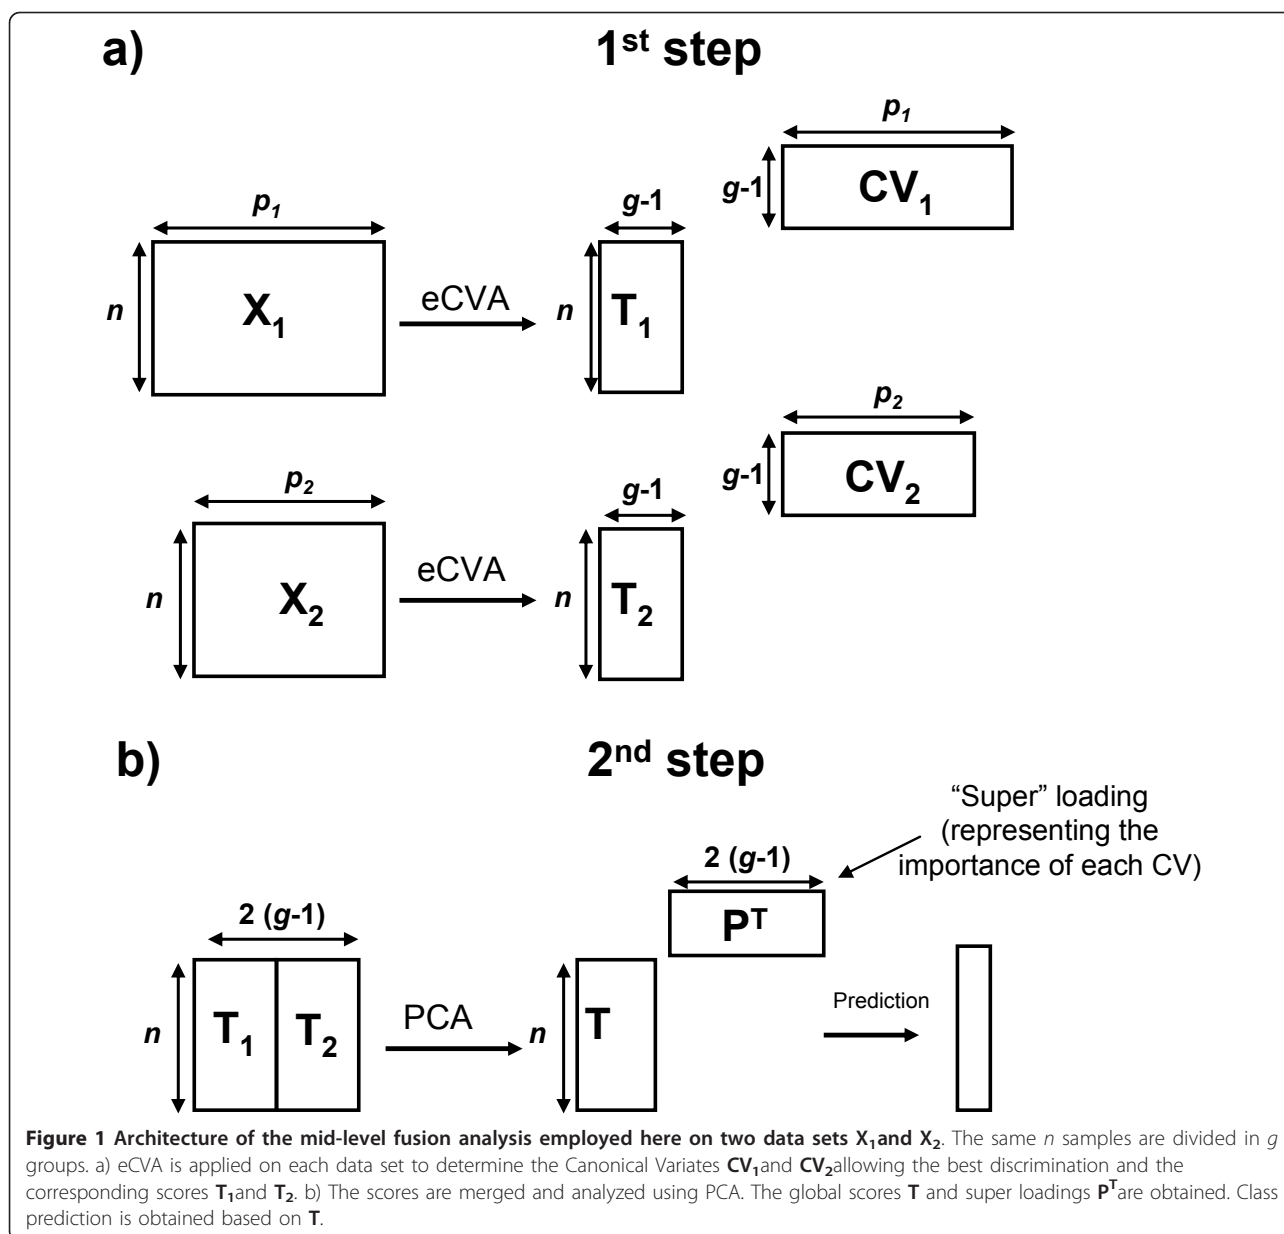 a)
1st step
p1
g-1
CV1
p1
g-1
n
X1
eCVA
n
T1
p2
g-1
CV2
p2
g-1
n
X2
eCVA
n
T2
b)
2nd step
“Super” loading
(representing the
importance of each CV)
2 (g-1)
PT
2 (g-1)
n
T1
T2
PCA
n
T
Prediction
Figure 1 Architecture of the mid-level fusion analysis employed here on two data sets X1and X2. The same n samples are divided in g
groups. a) eCVA is applied on each data set to determine the Canonical Variates CV1and CV2allowing the best discrimination and the
corresponding scores T1and T2. b) The scores are merged and analyzed using PCA. The global scores T and super loadings PTare obtained. Class
prediction is obtained based on T.